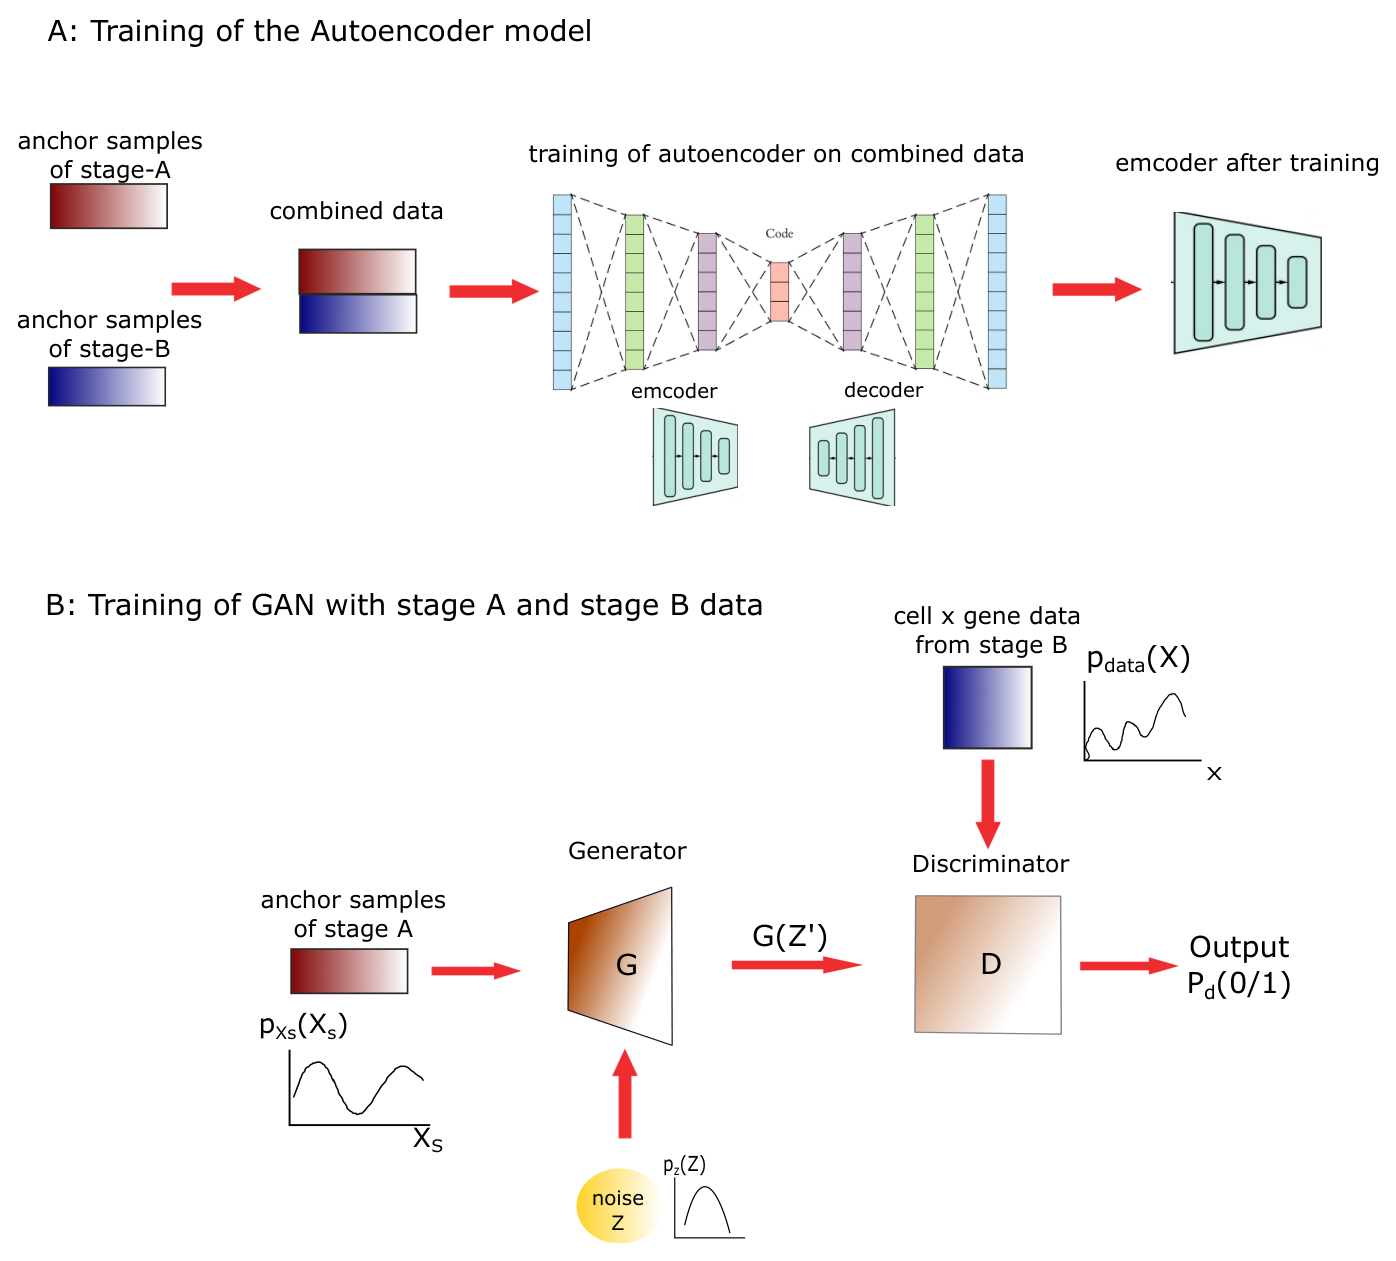 A: Training of the Autoencoder model
anchor samples
of stage-A
combined data
anchor samples
of stage-B
training of autoencoder on combined data
Code
emcoder
decoder
emcoder after training
B: Training of GAN with stage A and stage B data
cell x gene data
from stage B
pdata(X)
x
Generator
Discriminator
anchor samples
of stage A
G
G(Z')
D
Output
Pd(0/1)
pXs(Xs)
XS
noise
Z
pz(Z)